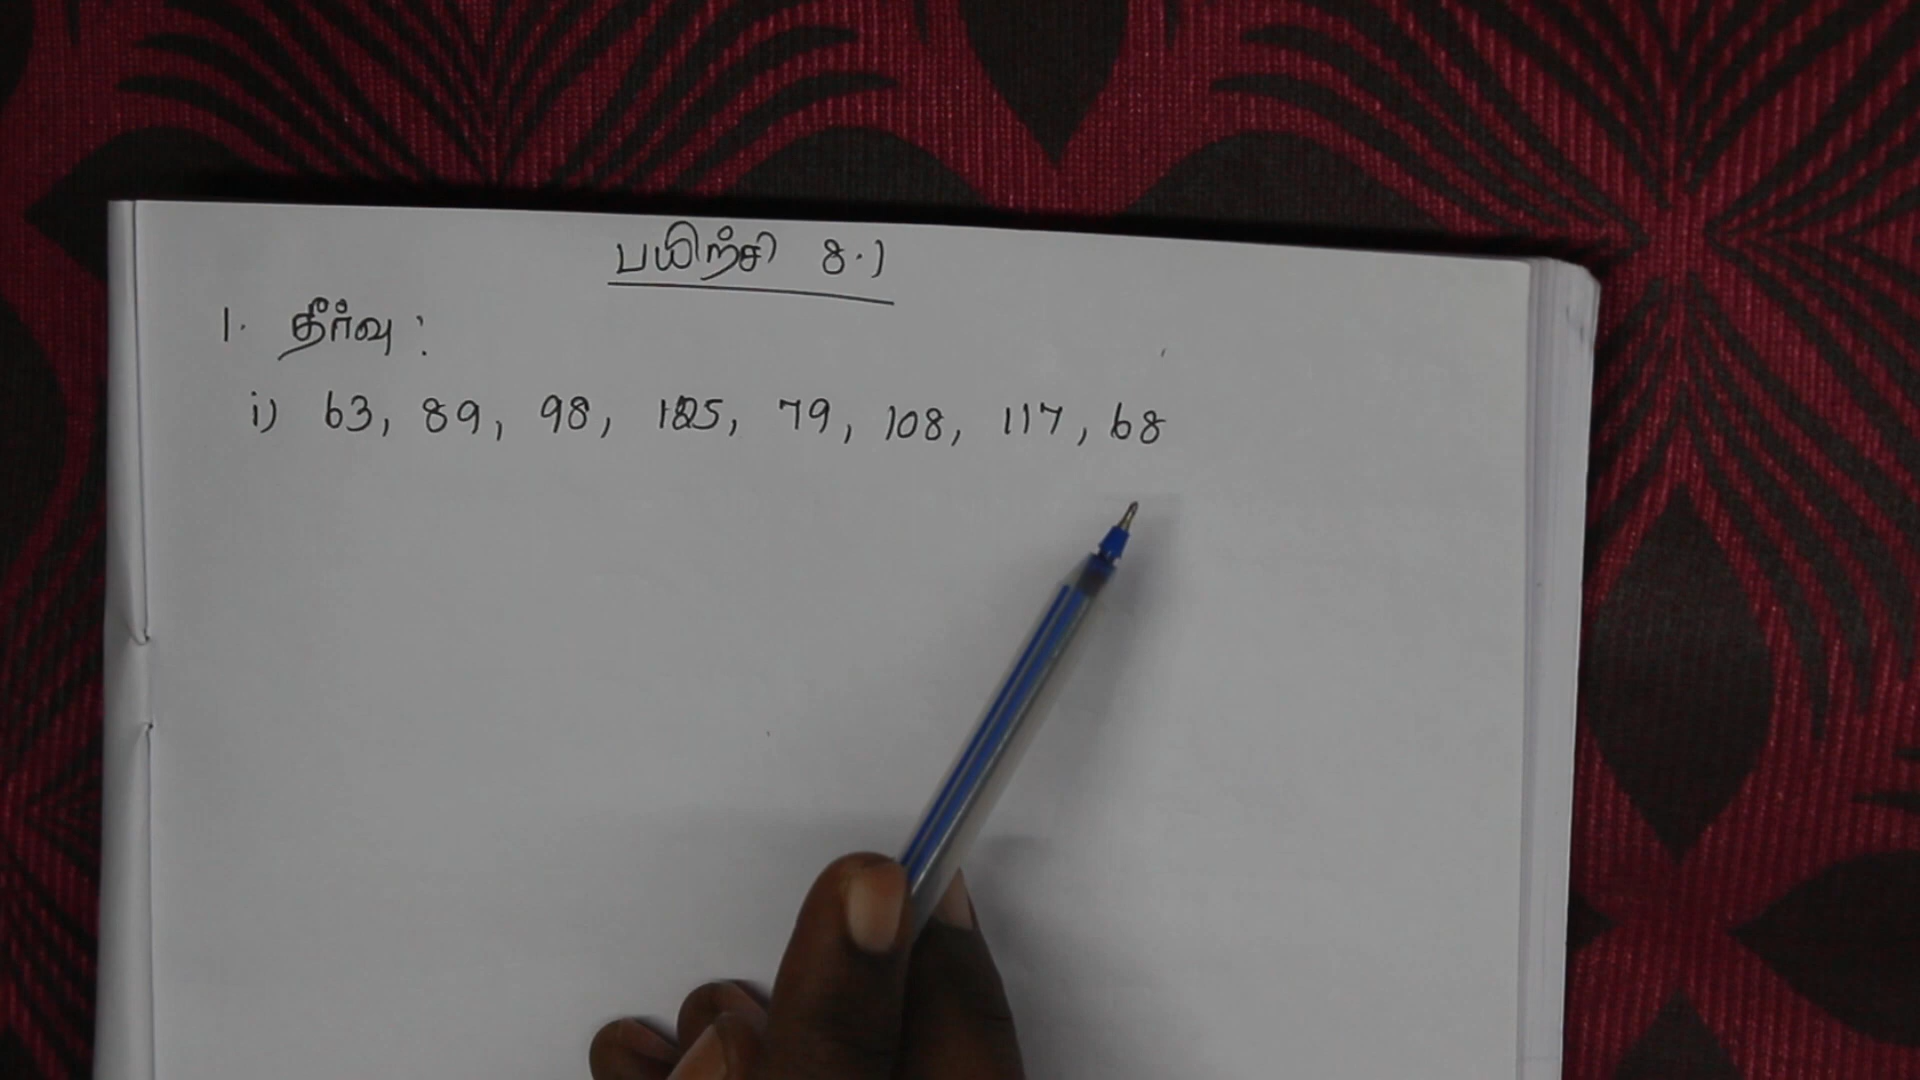 பயிற்சி 8.1
1. தீர்வு :
i) 63, 89, 98, 125, 79, 108, 117, 68